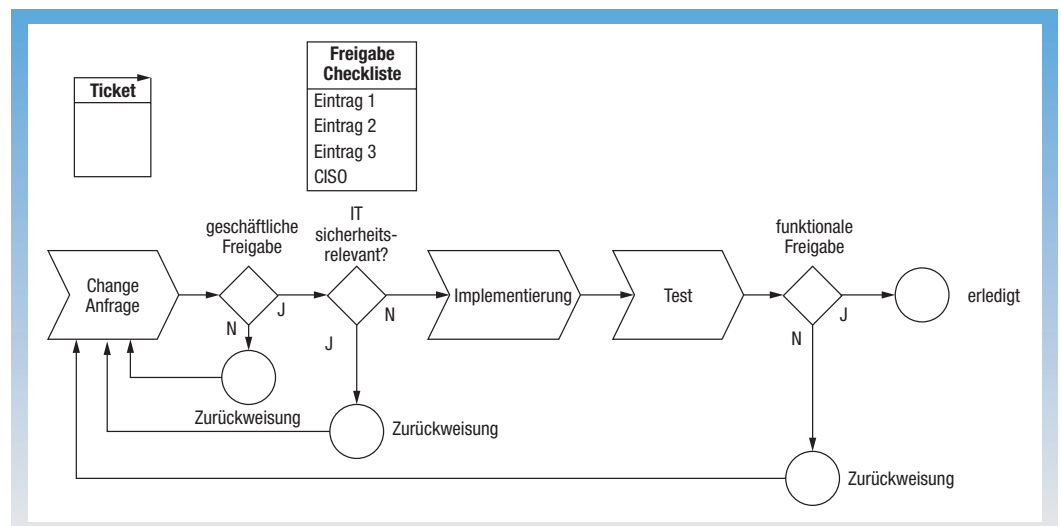 Ticket
Freigabe
Checkliste
Eintrag 1
Eintrag 2
Eintrag 3
CISO
geschäftliche
Freigabe
IT
sicherheits-
relevant?
funktionale
Freigabe
Change
Anfrage
J
N
Implementierung
Test
J
erledigt
N
J
N
Zurückweisung
Zurückweisung
Zurückweisung